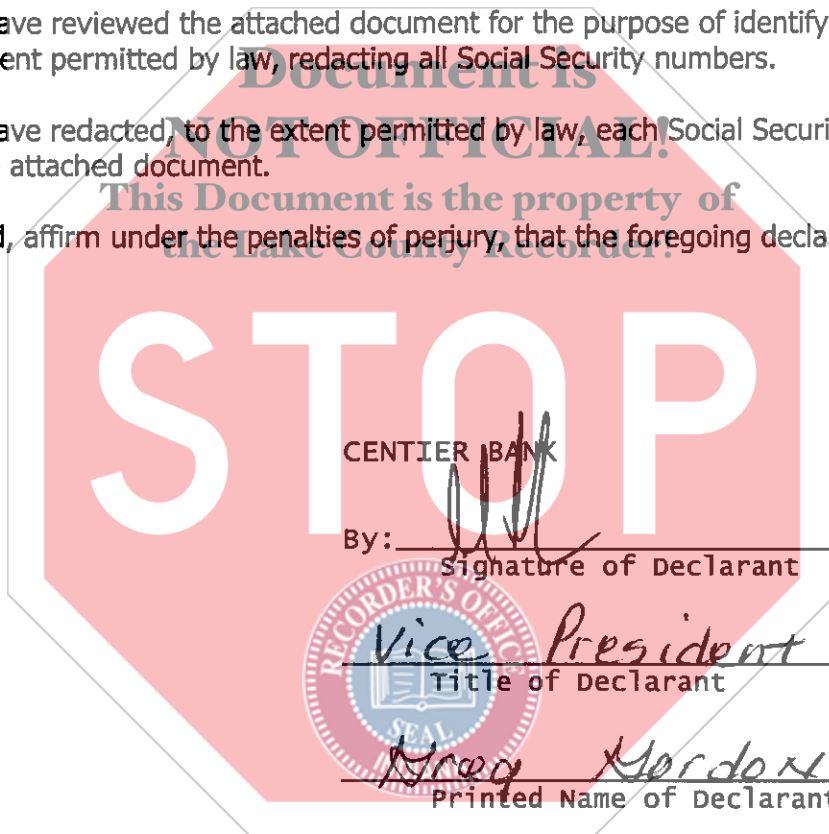 ave reviewed the attached document for the purpose of identify
ent permitted by law, redacting all Social Security numbers.
Document is
ave redacted, to the extent permitted by law, each Social Securi
NOT OFFICIAL!
attached document.
This Document is the property of
d, affirm under the penalties of perjury, that the foregoing decla
the Lake County Recorder!
STOP
CENTIER BANK
By:
Signature of Declarant
RECORDER'S OFFICE
Vice President
Title of Declarant
SEAL
Greg Gordon
Printed Name of Declarant